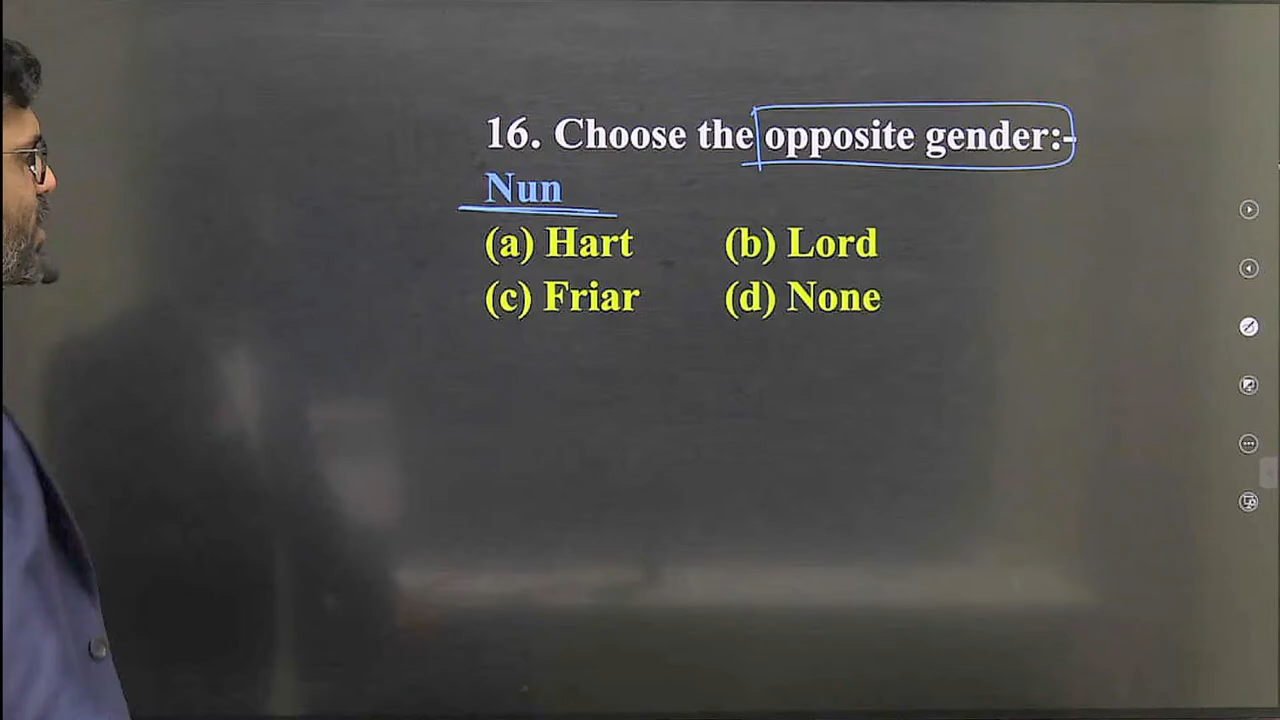 16. Choose the opposite gender:-
Nun
(a) Hart (b) Lord
(c) Friar (d) None